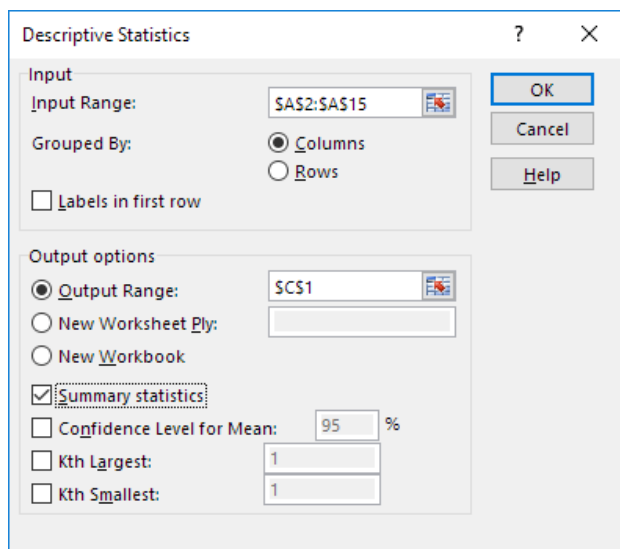 Descriptive Statistics ?
Input
Input Range: $A$2:$A$15
Grouped By: Columns
Rows
Labels in first row
OK
Cancel
Help
Output options
Output Range: $C$1
New Worksheet Ply:
New Workbook
Summary statistics
Confidence Level for Mean: 95 %
Kth Largest: 1
Kth Smallest: 1